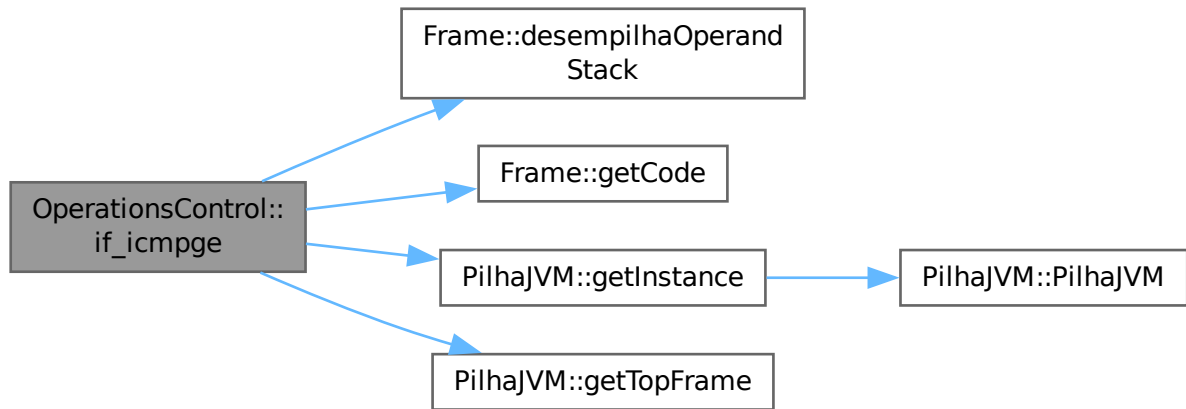 Frame::desempilhaOperand
Stack
Frame::getCode
OperationsControl::
if_icmpge
PilhaJVM::getInstance
PilhaJVM::PilhaJVM
PilhaJVM::getTopFrame